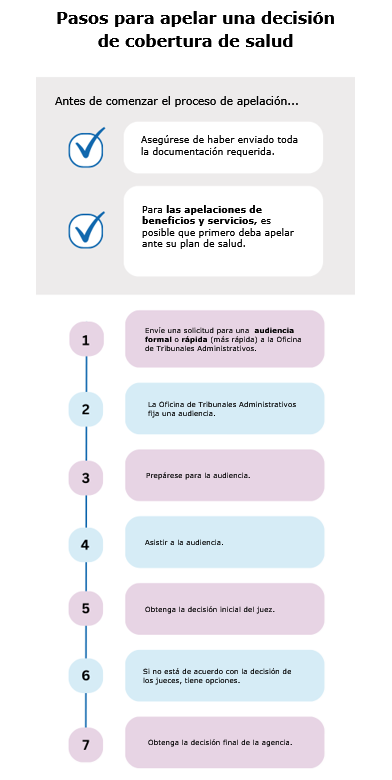 Pasos para apelar una decisión
de cobertura de salud
Antes de comenzar el proceso de apelación...
Asegúrese de haber enviado toda
la documentación requerida.
Para las apelaciones de
beneficios y servicios, es
posible que primero deba apelar
ante su plan de salud.
1
Envíe una solicitud para una audiencia
formal o rápida (más rápida) a la Oficina
de Tribunales Administrativos.
2
La Oficina de Tribunales Administrativos
fija una audiencia.
3
Prepárese para la audiencia.
4
Asistir a la audiencia.
5
Obtenga la decisión inicial del juez.
6
Si no está de acuerdo con la decisión de
los jueces, tiene opciones.
7
Obtenga la decisión final de la agencia.